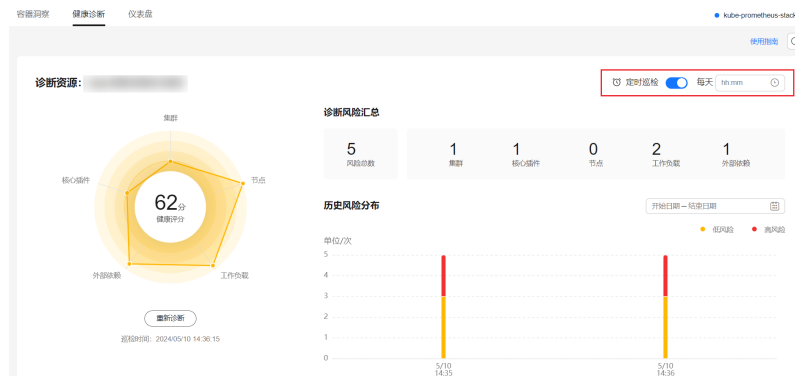 容器洞察 健康诊断 仪表盘 kube-prometheus-stack
使用指南
诊断资源: 定时巡检 每天 hh:mm
诊断风险汇总
集群
5 1 1 0 2 1
风险总数 集群 核心插件 节点 工作负载 外部依赖
核心插件 节点
62分
健康评分
历史风险分布 开始日期 – 结束日期
低风险 高风险
单位/次
5
4
3
2
1
0
外部依赖 工作负载
重新诊断
巡检时间: 2024/05/10 14:36:15
5/10 5/10
14:35 14:36